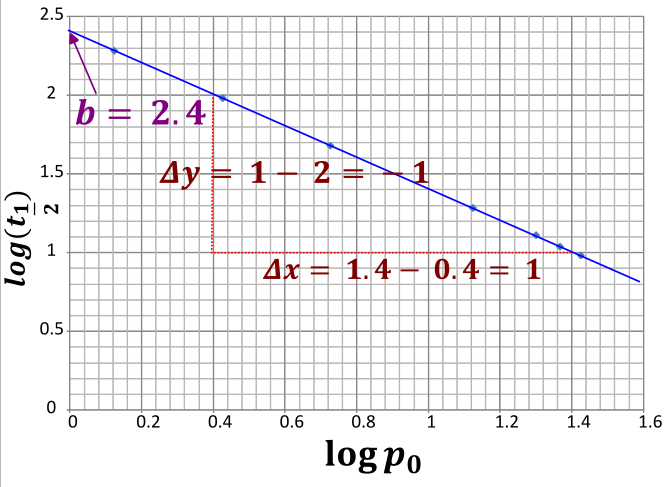 2.5
b = 2.4
2
Δy = 1 − 2 = −1
1.5
log(t_1/2)
1
Δx = 1.4 − 0.4 = 1
0.5
0
0 0.2 0.4 0.6 0.8 1 1.2 1.4 1.6
log p₀